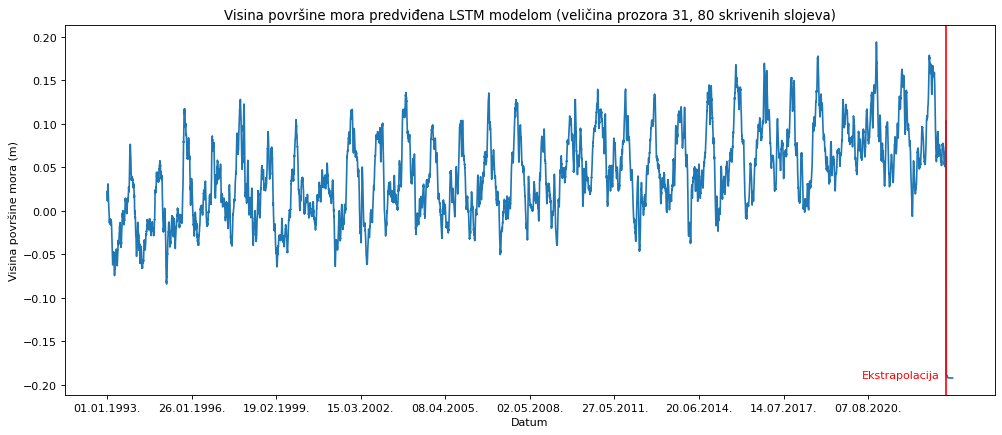 Visina površine mora predviđena LSTM modelom (veličina prozora 31, 80 skrivenih slojeva)
0.20
0.15
0.10
0.05
0.00
−0.05
−0.10
−0.15
−0.20
Visina površine mora (m)
Ekstrapolacija
01.01.1993. 26.01.1996. 19.02.1999. 15.03.2002. 08.04.2005. 02.05.2008. 27.05.2011. 20.06.2014. 14.07.2017. 07.08.2020.
Datum